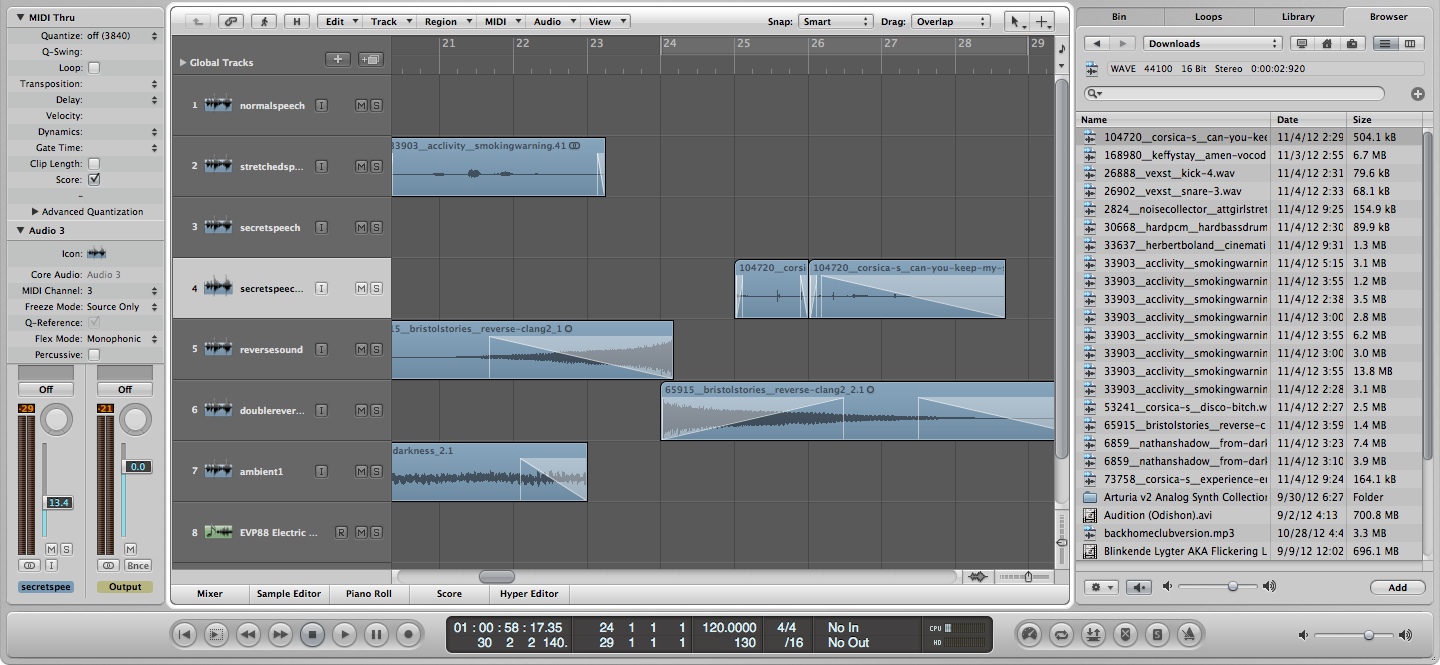 MIDI Thru
Quantize: off (3840)
Q-Swing:
Loop:
Transposition:
Delay:
Velocity:
Dynamics:
Gate Time:
Clip Length:
Score:
Advanced Quantization
Audio 3
Icon:
Core Audio: Audio 3
MIDI Channel: 3
Freeze Mode: Source Only
Q-Reference:
Flex Mode: Monophonic
Percussive:
Off Off
-29 -21
0.0
13.4
M S M
I Bnce
secretspee Output
H Edit Track Region MIDI Audio View Snap: Smart Drag: Overlap
21 22 23 24 25 26 27 28 29
Global Tracks
1 normalspeech I M S
2 stretchedsp... I M S
33903__acclivity__smokingwarning.41
3 secretspeech I M S
4 secretspeec... I M S
104720__corsi 104720__corsica-s__can-you-keep-my-s
5 reversesound I M S
15__bristolstories__reverse-clang2_1
6 doublerever... I M S
65915__bristolstories__reverse-clang2_2.1
7 ambient1 I M S
darkness_2.1
8 EVP88 Electric ... R M S
Mixer Sample Editor Piano Roll Score Hyper Editor
Bin Loops Library Browser
Downloads
WAVE 44100 16 Bit Stereo 0:00:02:920
Name Date Size
104720__corsica-s__can-you-kee 11/4/12 2:29 504.1 kB
168980__keffystay__amen-vocod 11/3/12 2:55 6.7 MB
26888__vexst__kick-4.wav 11/4/12 2:31 79.6 kB
26902__vexst__snare-3.wav 11/4/12 2:33 68.1 kB
2824__noisecollector__attgirlstret 11/4/12 9:25 154.9 kB
30668__hardpcm__hardbassdrum 11/4/12 2:30 89.9 kB
33637__herbertboland__cinemati 11/4/12 9:31 1.3 MB
33903__acclivity__smokingwarnin 11/4/12 5:15 3.1 MB
33903__acclivity__smokingwarnin 11/4/12 3:55 1.2 MB
33903__acclivity__smokingwarnin 11/4/12 2:38 3.5 MB
33903__acclivity__smokingwarnin 11/4/12 3:00 2.8 MB
33903__acclivity__smokingwarnin 11/4/12 3:55 6.2 MB
33903__acclivity__smokingwarnin 11/4/12 3:00 3.0 MB
33903__acclivity__smokingwarnin 11/4/12 3:55 13.8 MB
33903__acclivity__smokingwarnin 11/4/12 2:28 3.1 MB
53241__corsica-s__disco-bitch.w 11/4/12 2:27 2.5 MB
65915__bristolstories__reverse-c 11/4/12 3:59 1.4 MB
6859__nathanshadow__from-dark 11/4/12 3:23 7.4 MB
6859__nathanshadow__from-dark 11/4/12 3:10 3.9 MB
73758__corsica-s__experience-er 11/4/12 9:24 164.1 kB
Arturia v2 Analog Synth Collection 9/30/12 6:27 Folder
Audition (Odishon).avi 9/2/12 4:13 700.8 MB
backhomeclubversion.mp3 10/28/12 4:4 3.3 MB
Blinkende Lygter AKA Flickering L 9/9/12 12:02 696.1 MB
Add
01 : 00 : 58 : 17.35 24 1 1 1 120.0000 4/4 No In CPU
30 2 2 140. 29 1 1 1 130 /16 No Out HD
S